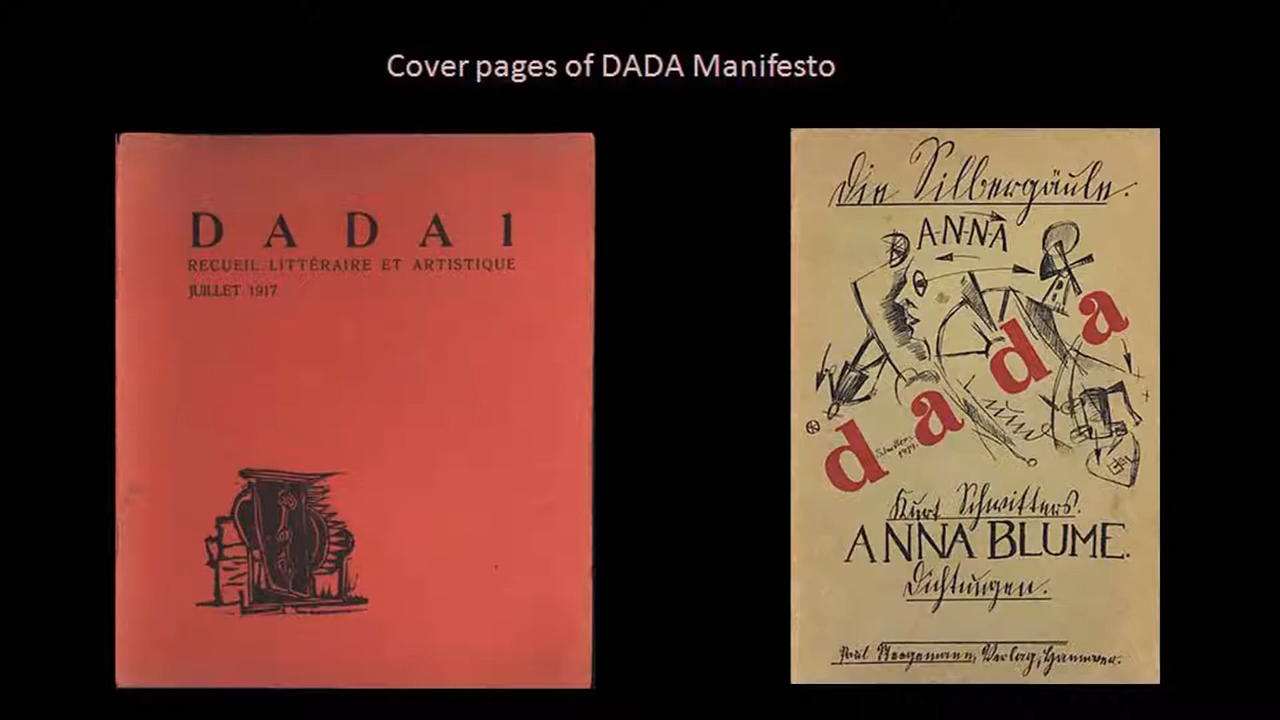 Cover pages of DADA Manifesto
D A D A 1
RECUEIL LITTÉRAIRE ET ARTISTIQUE
JUILLET 1917
Die Silbergäule.
ANNA
dada
Kurt Schwitters.
ANNA BLUME.
Dichtungen.
Paul Steegemann, Verlag, Hannover.